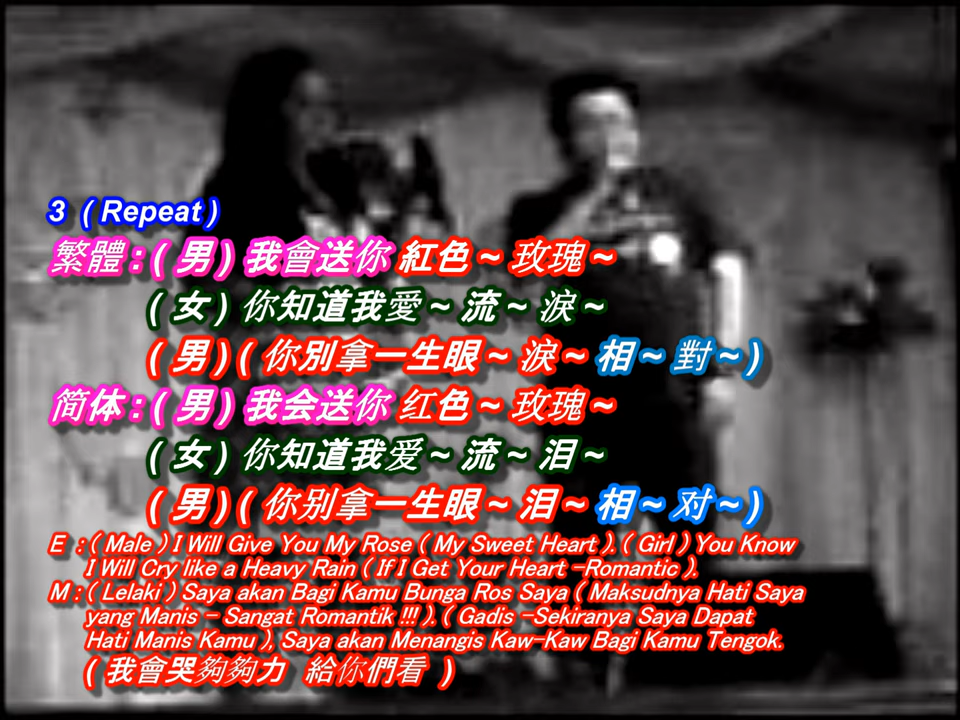 3 ( Repeat )
繁體 : ( 男 ) 我會送你 紅色 ~ 玫瑰 ~
( 女 ) 你知道我愛 ~ 流 ~ 淚 ~
( 男 ) ( 你別拿一生眼 ~ 淚 ~ 相 ~ 對 ~ )
简体 : ( 男 ) 我会送你 红色 ~ 玫瑰 ~
( 女 ) 你知道我爱 ~ 流 ~ 泪 ~
( 男 ) ( 你别拿一生眼 ~ 泪 ~ 相 ~ 对 ~ )
E : ( Male ) I Will Give You My Rose ( My Sweet Heart ). ( Girl ) You Know
I Will Cry like a Heavy Rain ( If I Get Your Heart -Romantic ).
M : ( Lelaki ) Saya akan Bagi Kamu Bunga Ros Saya ( Maksudnya Hati Saya
yang Manis - Sangat Romantik !!! ). ( Gadis -Sekiranya Saya Dapat
Hati Manis Kamu ), Saya akan Menangis Kaw-Kaw Bagi Kamu Tengok.
( 我會哭夠夠力 給你們看 )